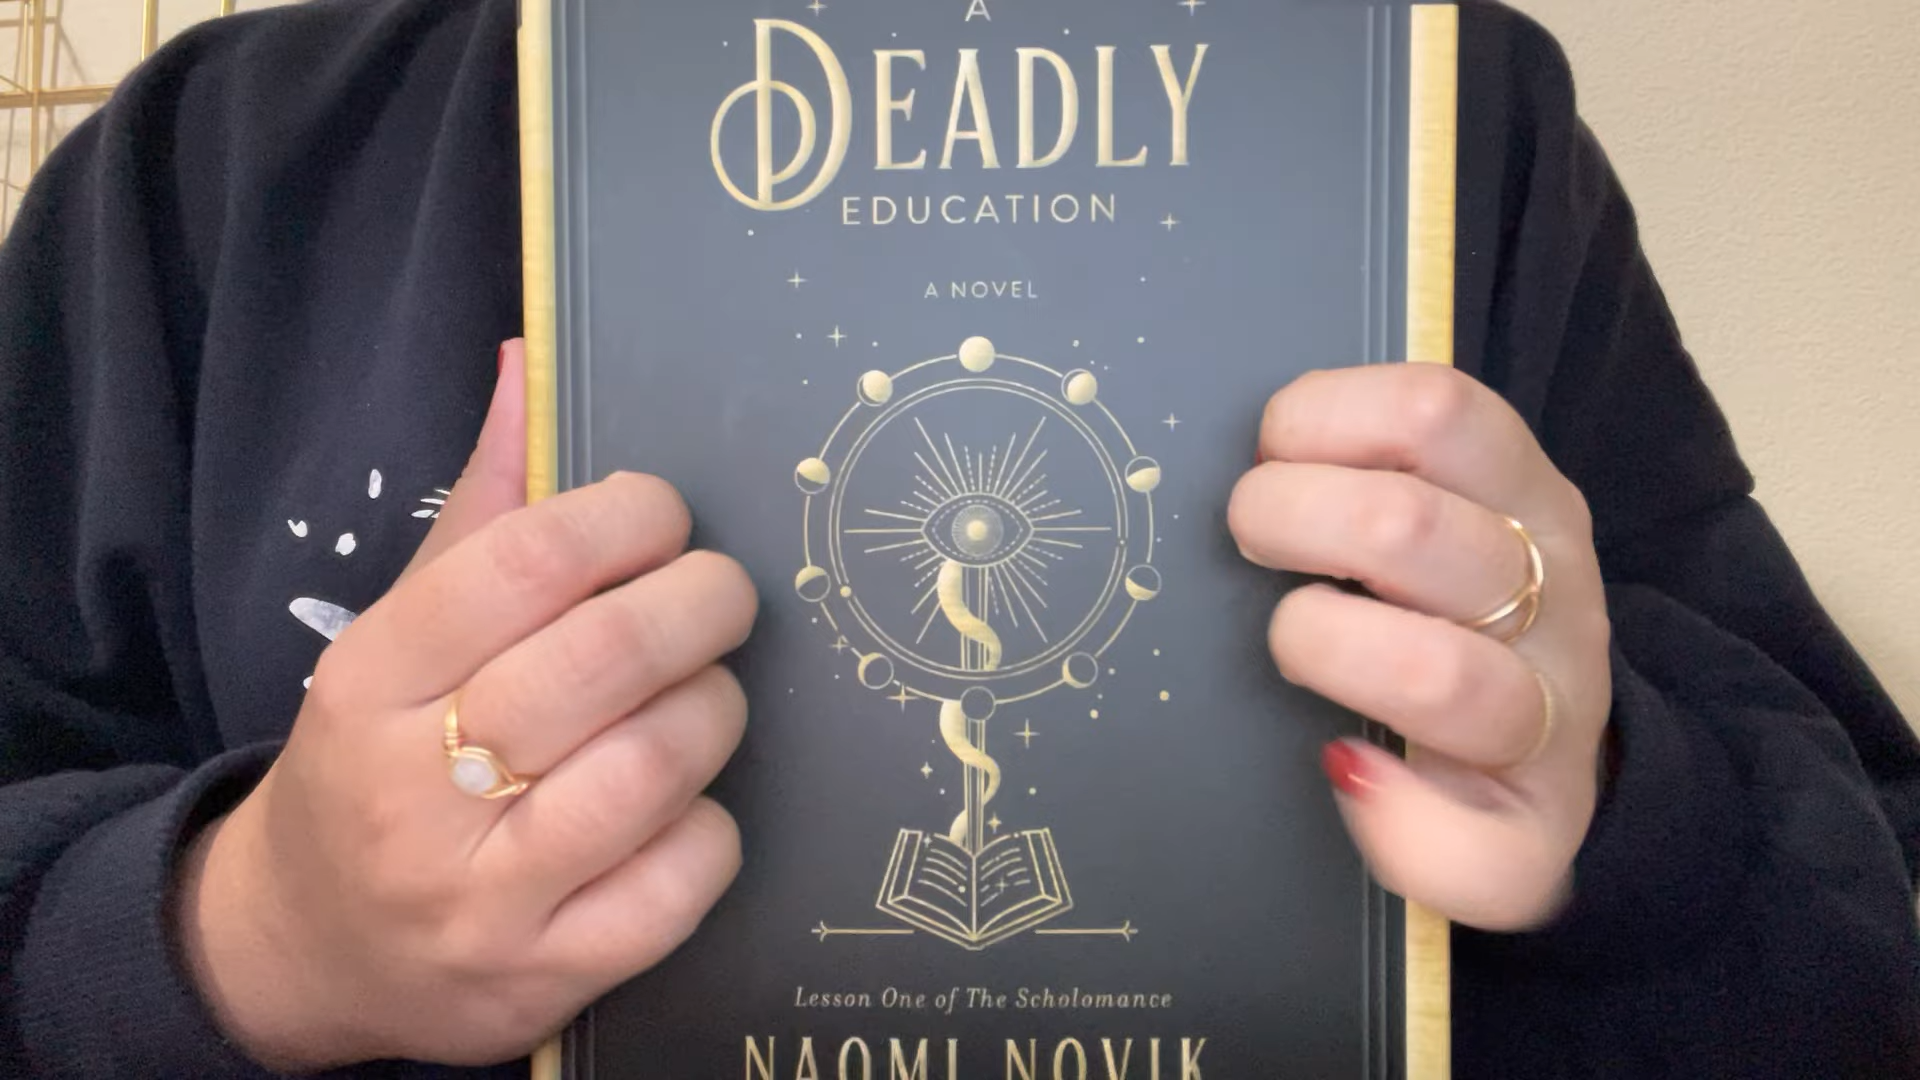 A
DEADLY
EDUCATION
A NOVEL
Lesson One of The Scholomance
NAOMI NOVIK